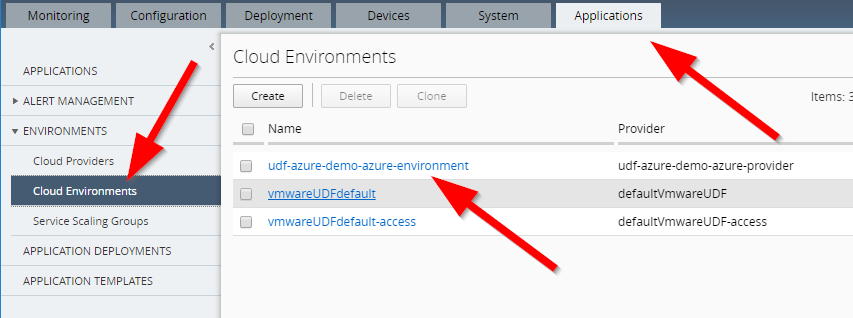 Monitoring Configuration Deployment Devices System Applications
APPLICATIONS
ALERT MANAGEMENT
ENVIRONMENTS
Cloud Providers
Cloud Environments
Service Scaling Groups
APPLICATION DEPLOYMENTS
APPLICATION TEMPLATES
Cloud Environments
Create Delete Clone Items: 3
Name Provider
udf-azure-demo-azure-environment udf-azure-demo-azure-provider
vmwareUDFdefault defaultVmwareUDF
vmwareUDFdefault-access defaultVmwareUDF-access